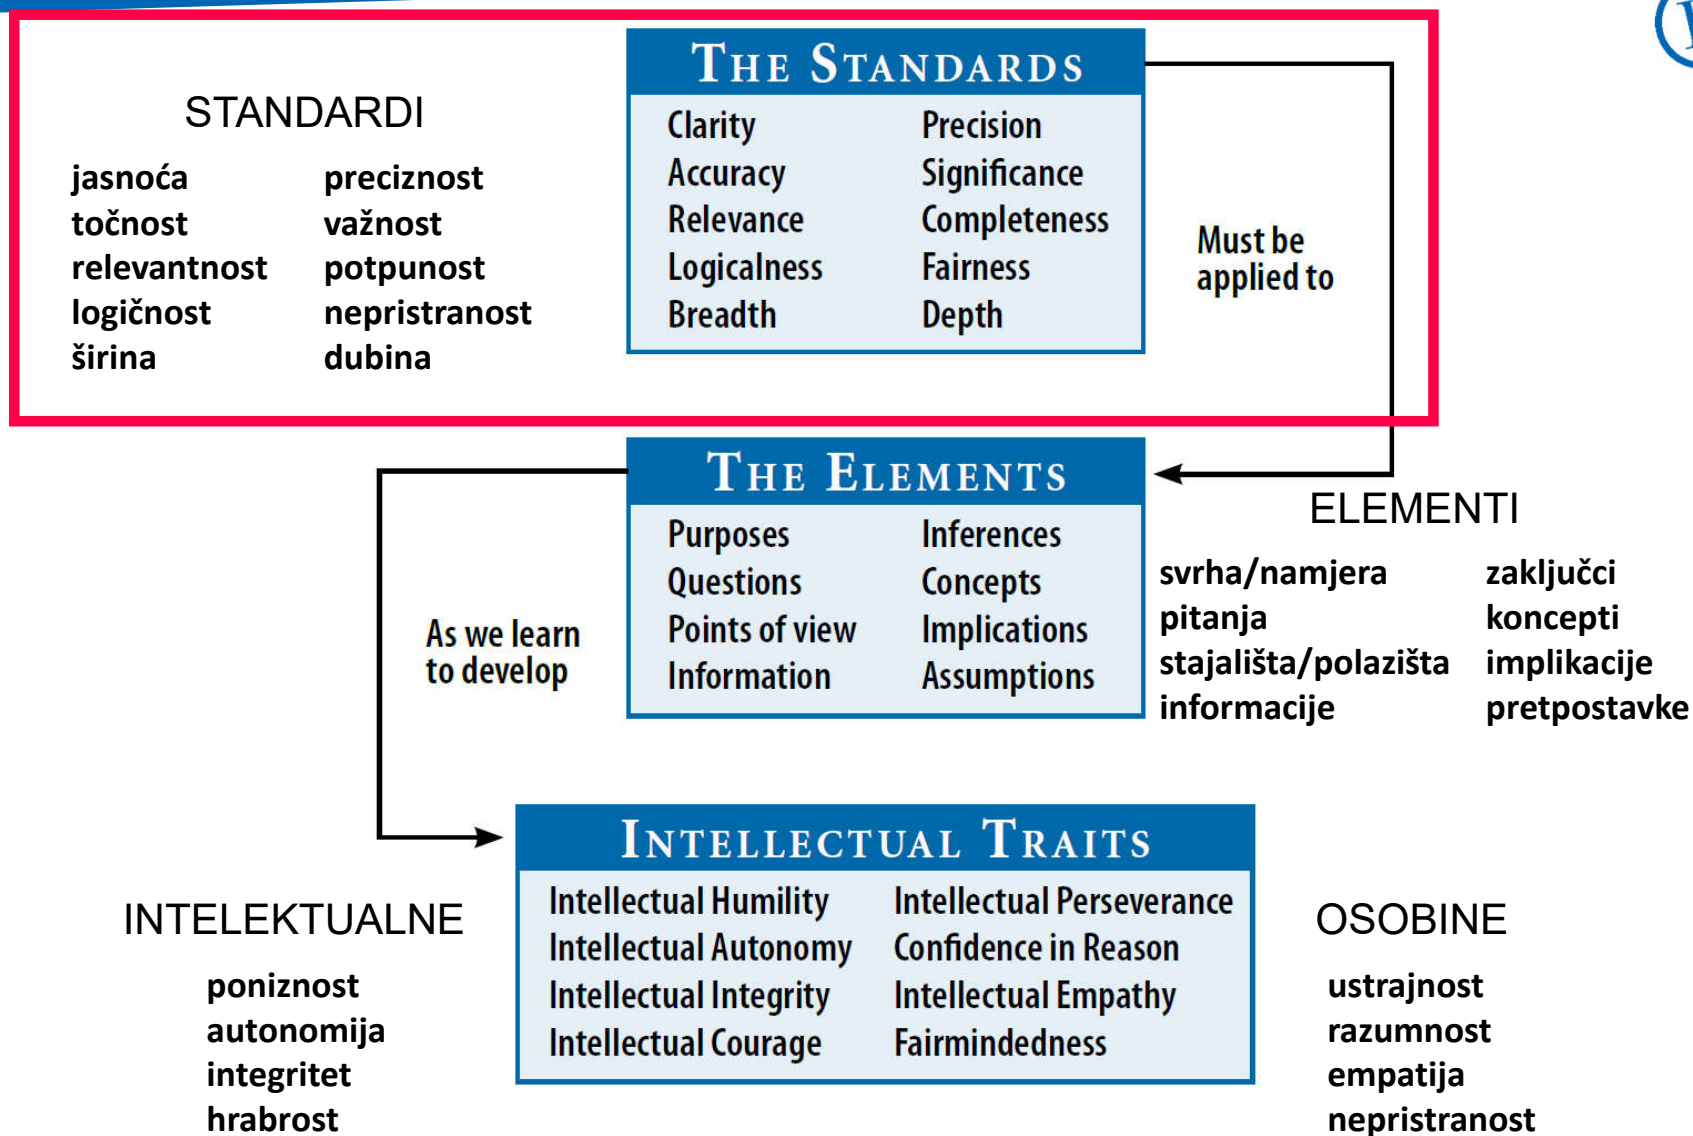 THE STANDARDS
STANDARDI
Clarity Precision
Accuracy Significance
Relevance Completeness
Logicalness Fairness
Breadth Depth
jasnoća preciznost
točnost važnost
relevantnost potpunost
logičnost nepristranost
širina dubina
Must be
applied to
THE ELEMENTS
ELEMENTI
Purposes Inferences
Questions Concepts
Points of view Implications
Information Assumptions
svrha/namjera zaključci
pitanja koncepti
stajališta/polazišta implikacije
informacije pretpostavke
As we learn
to develop
INTELLECTUAL TRAITS
Intellectual Humility Intellectual Perseverance
Intellectual Autonomy Confidence in Reason
Intellectual Integrity Intellectual Empathy
Intellectual Courage Fairmindedness
INTELEKTUALNE OSOBINE
poniznost ustrajnost
autonomija razumnost
integritet empatija
hrabrost nepristranost